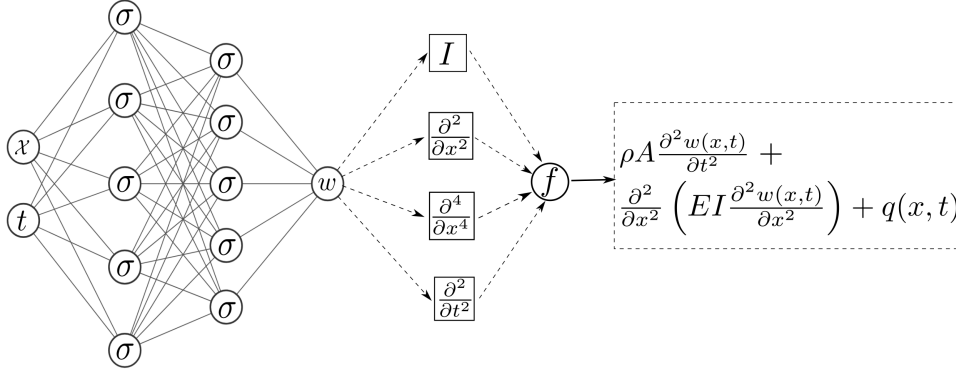 x
t
σ
σ
σ
σ
σ
σ
σ
σ
σ
σ
w
I
∂²/∂x²
∂⁴/∂x⁴
∂²/∂t²
f
ρA ∂²w(x,t)/∂t² +
∂²/∂x² (EI ∂²w(x,t)/∂x²) + q(x,t)